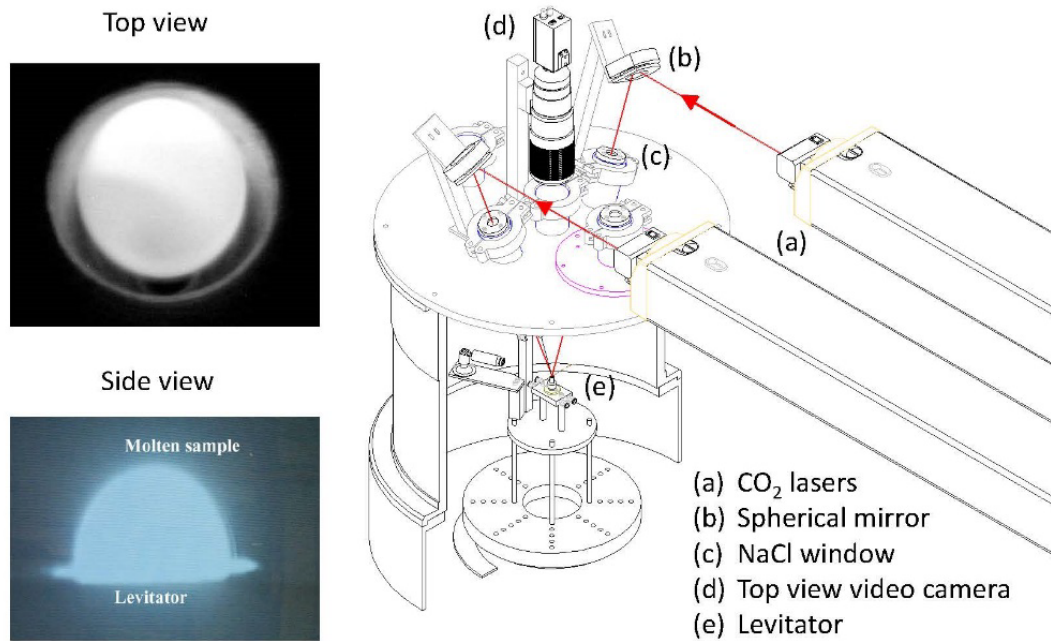 Top view
Side view
Molten sample
Levitator
(d)
(b)
(c)
(a)
(e)
(a) CO₂ lasers
(b) Spherical mirror
(c) NaCl window
(d) Top view video camera
(e) Levitator